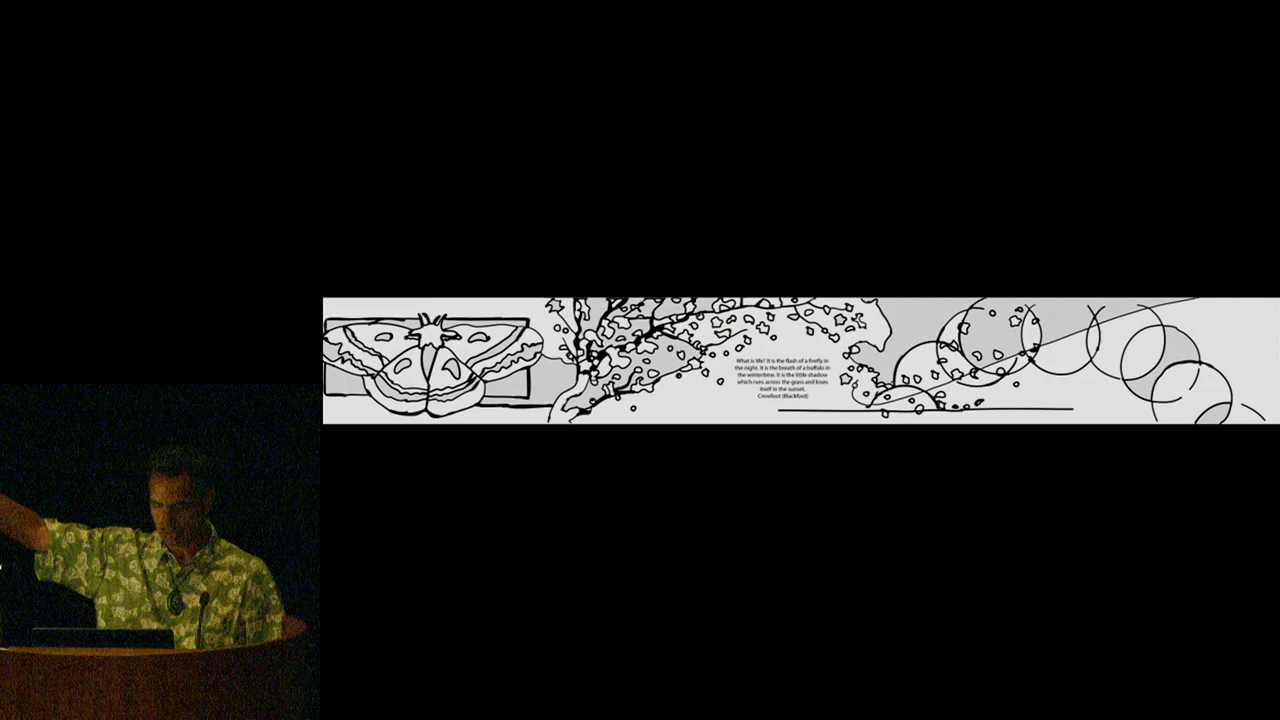 What is life? It is the flash of a firefly in
the night. It is the breath of a buffalo in
the wintertime. It is the little shadow
which runs across the grass and loses
itself in the sunset.
Crowfoot (Blackfoot)